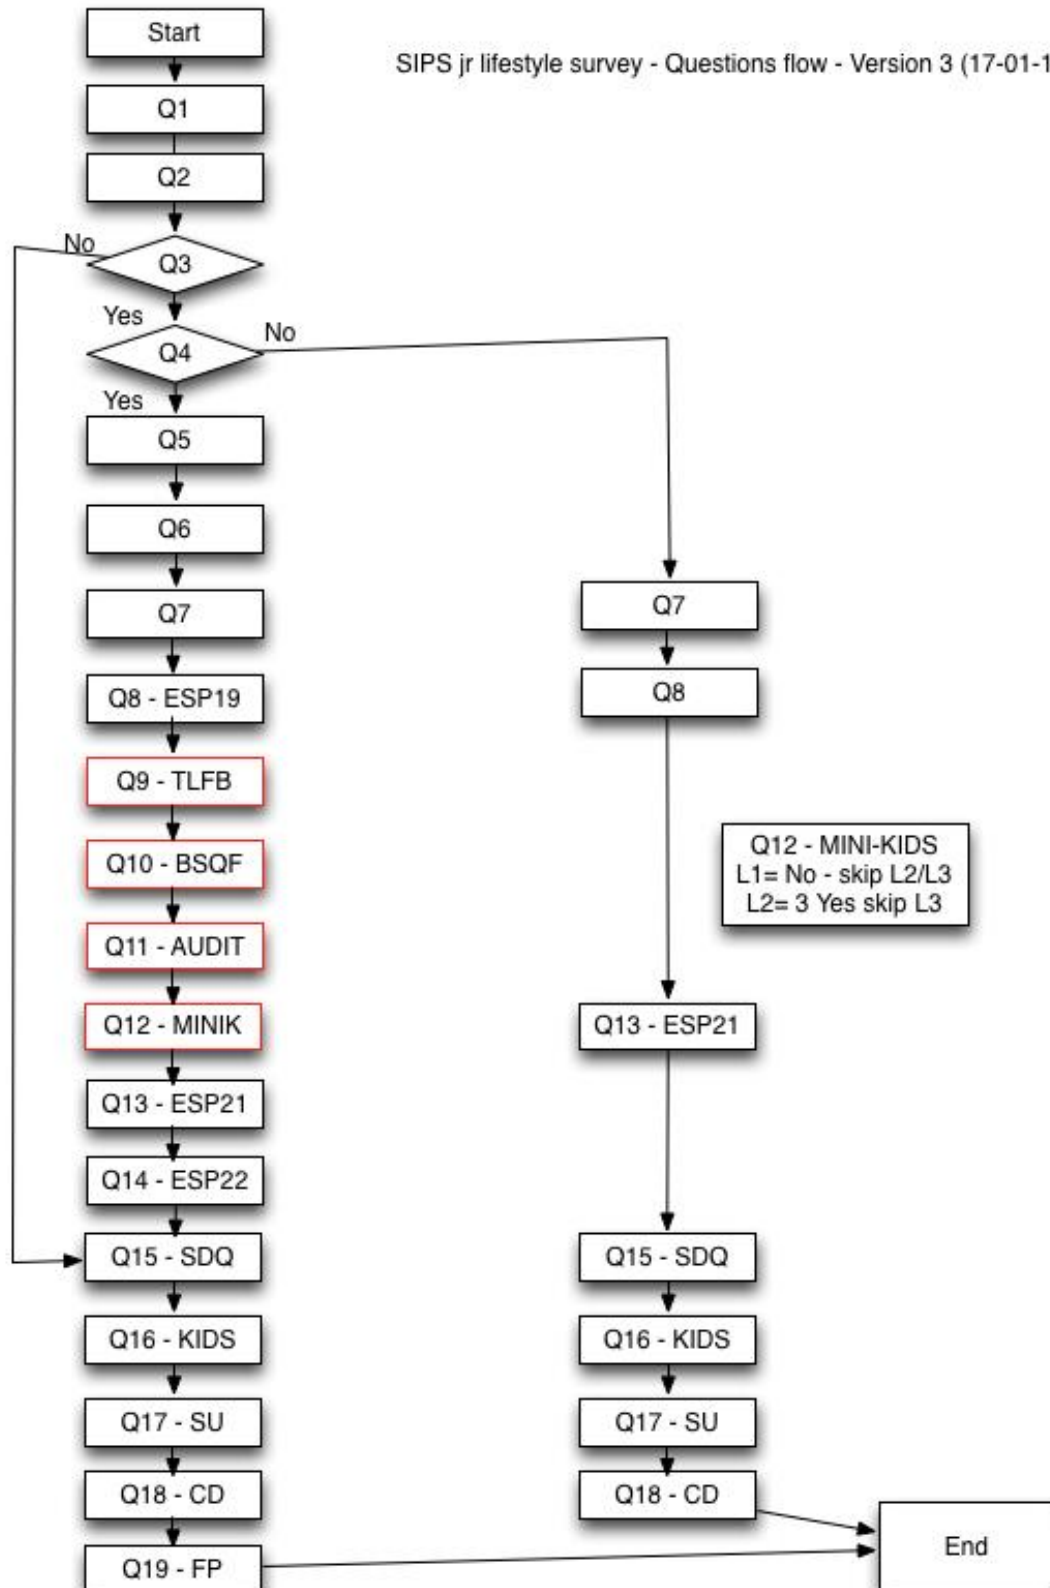 Start
SIPS jr lifestyle survey - Questions flow - Version 3 (17-01-1
Q1
Q2
No
Q3
Yes
No
Q4
Yes
Q5
Q6
Q7
Q8 - ESP19
Q9 - TLFB
Q10 - BSQF
Q11 - AUDIT
Q12 - MINIK
Q13 - ESP21
Q14 - ESP22
Q15 - SDQ
Q16 - KIDS
Q17 - SU
Q18 - CD
Q19 - FP
Q7
Q8
Q12 - MINI-KIDS
L1= No - skip L2/L3
L2= 3 Yes skip L3
Q13 - ESP21
Q15 - SDQ
Q16 - KIDS
Q17 - SU
Q18 - CD
End